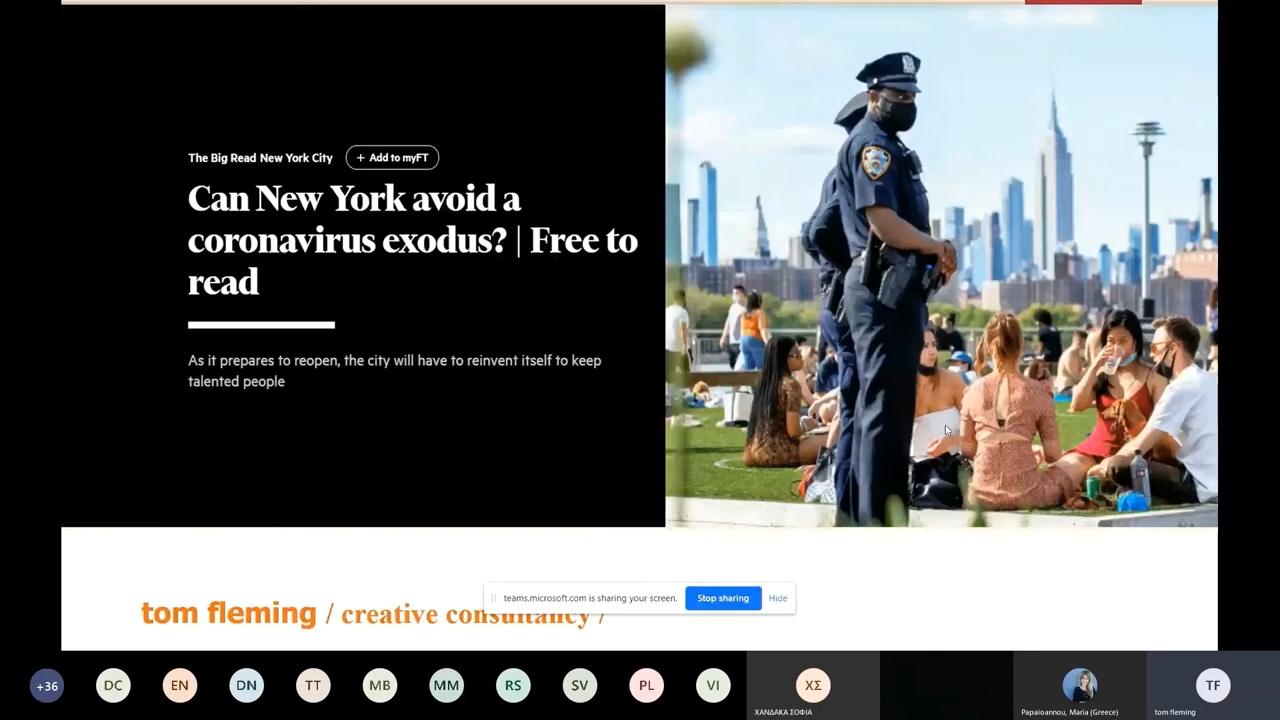 The Big Read New York City
+ Add to myFT
Can New York avoid a
coronavirus exodus? | Free to
read
As it prepares to reopen, the city will have to reinvent itself to keep
talented people
teams.microsoft.com is sharing your screen.
Stop sharing
Hide
tom fleming / creative consultancy /
+36
DC
EN
DN
TT
MB
MM
RS
SV
PL
VI
ΧΣ
TF
ΧΑΝΔΑΚΑ ΣΟΦΙΑ
Papaioannou, Maria (Greece)
tom fleming